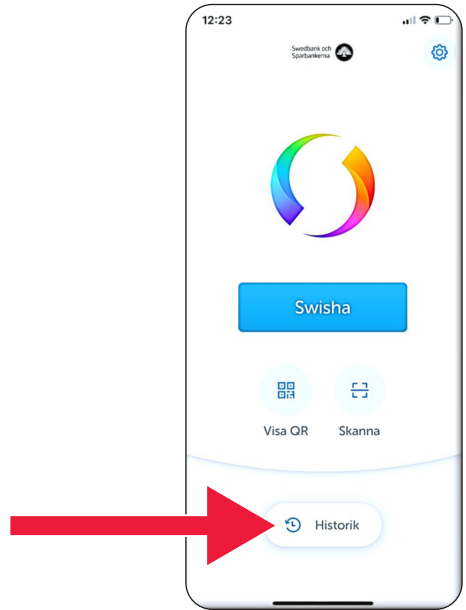 12:23
Swedbank och
Sparbankerna
Swisha
Visa QR
Skanna
Historik